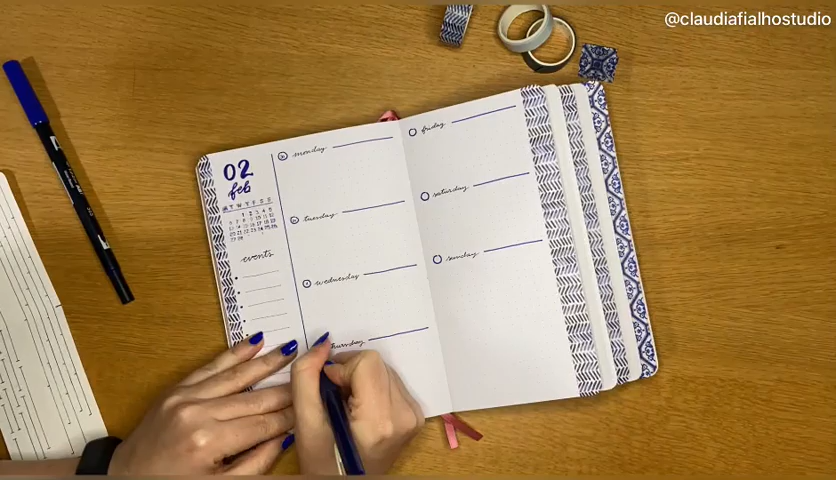 @claudiafialhostudio
02
feb
M T W T F S S
events
monday
tuesday
wednesday
thursday
friday
saturday
sunday